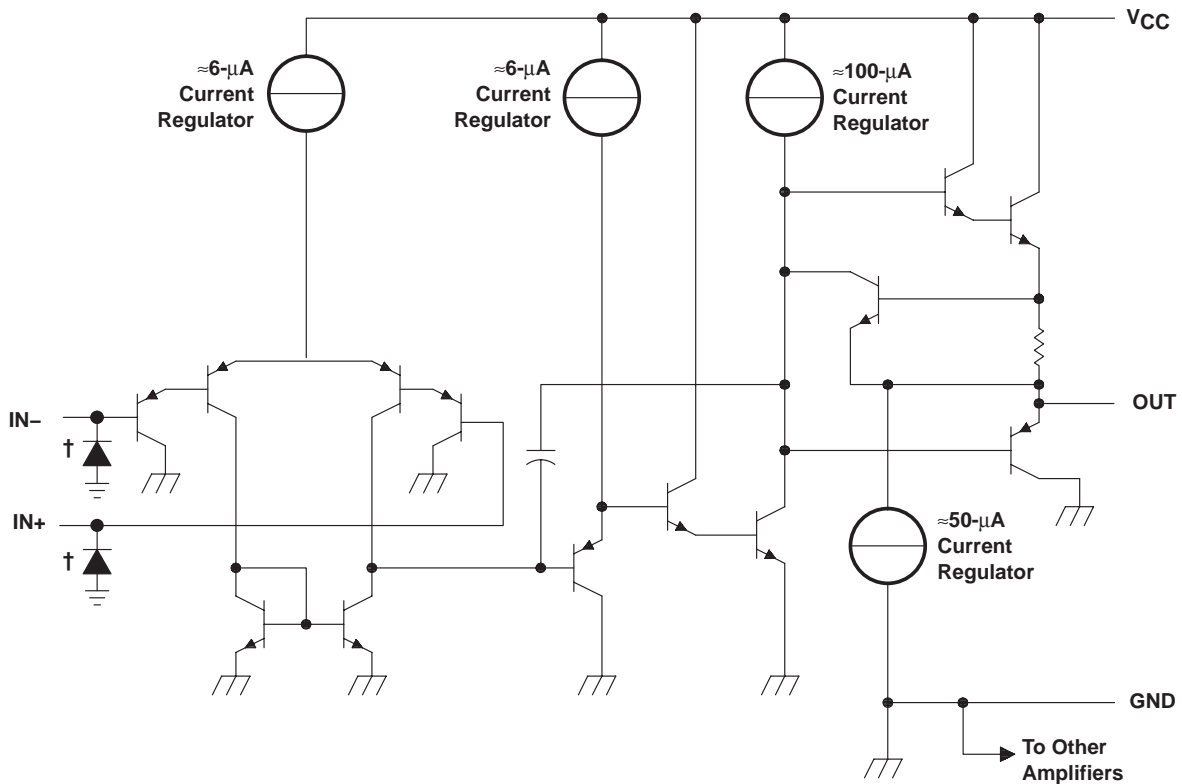 VCC
≈6-μA
Current
Regulator
≈6-μA
Current
Regulator
≈100-μA
Current
Regulator
IN−
†
OUT
IN+
†
≈50-μA
Current
Regulator
GND
To Other
Amplifiers